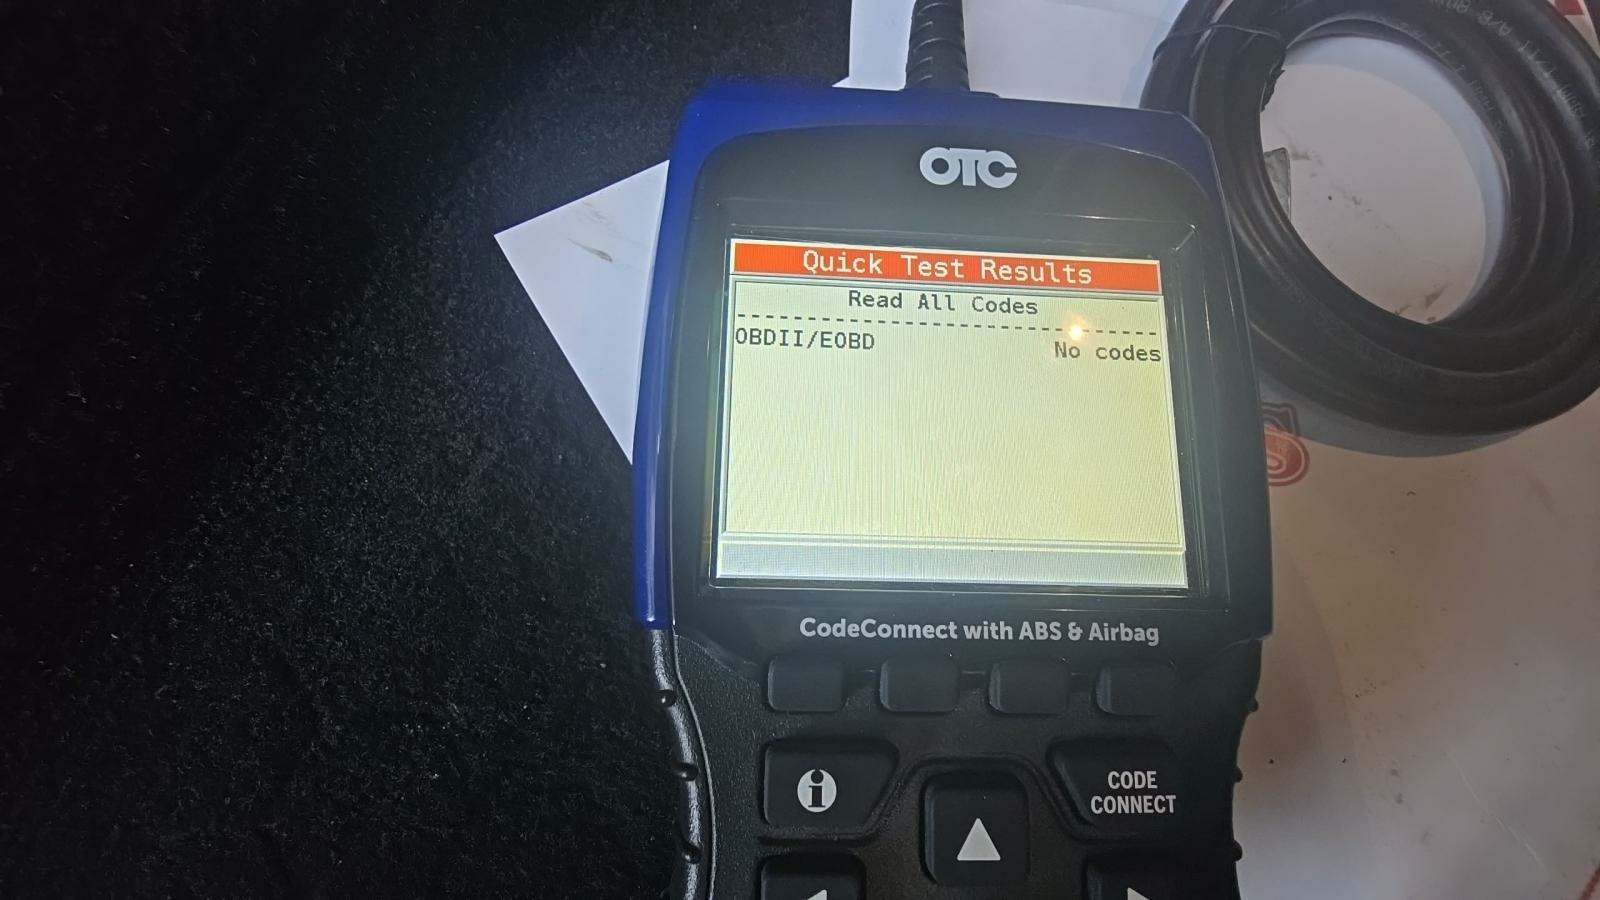 OTC
Quick Test Results
Read All Codes
OBDII/EOBD No codes
CodeConnect with ABS & Airbag
CODE
CONNECT